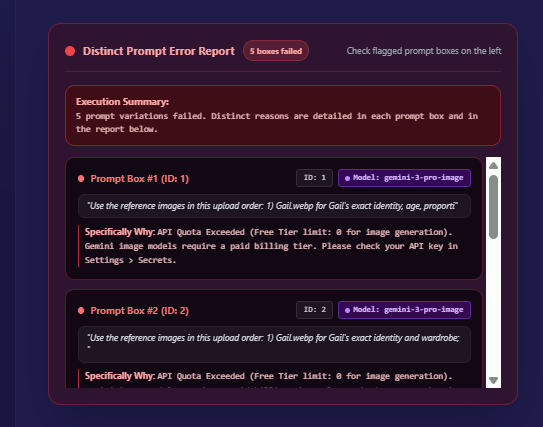 Distinct Prompt Error Report
5 boxes failed
Check flagged prompt boxes on the left
Execution Summary:
5 prompt variations failed. Distinct reasons are detailed in each prompt box and in
the report below.
Prompt Box #1 (ID: 1)
ID: 1
Model: gemini-3-pro-image
"Use the reference images in this upload order: 1) Gail.webp for Gail's exact identity, age, proporti"
Specifically Why: API Quota Exceeded (Free Tier limit: 0 for image generation).
Gemini image models require a paid billing tier. Please check your API key in
Settings > Secrets.
Prompt Box #2 (ID: 2)
ID: 2
Model: gemini-3-pro-image
"Use the reference images in this upload order: 1) Gail.webp for Gail's exact identity and wardrobe;
"
Specifically Why: API Quota Exceeded (Free Tier limit: 0 for image generation).